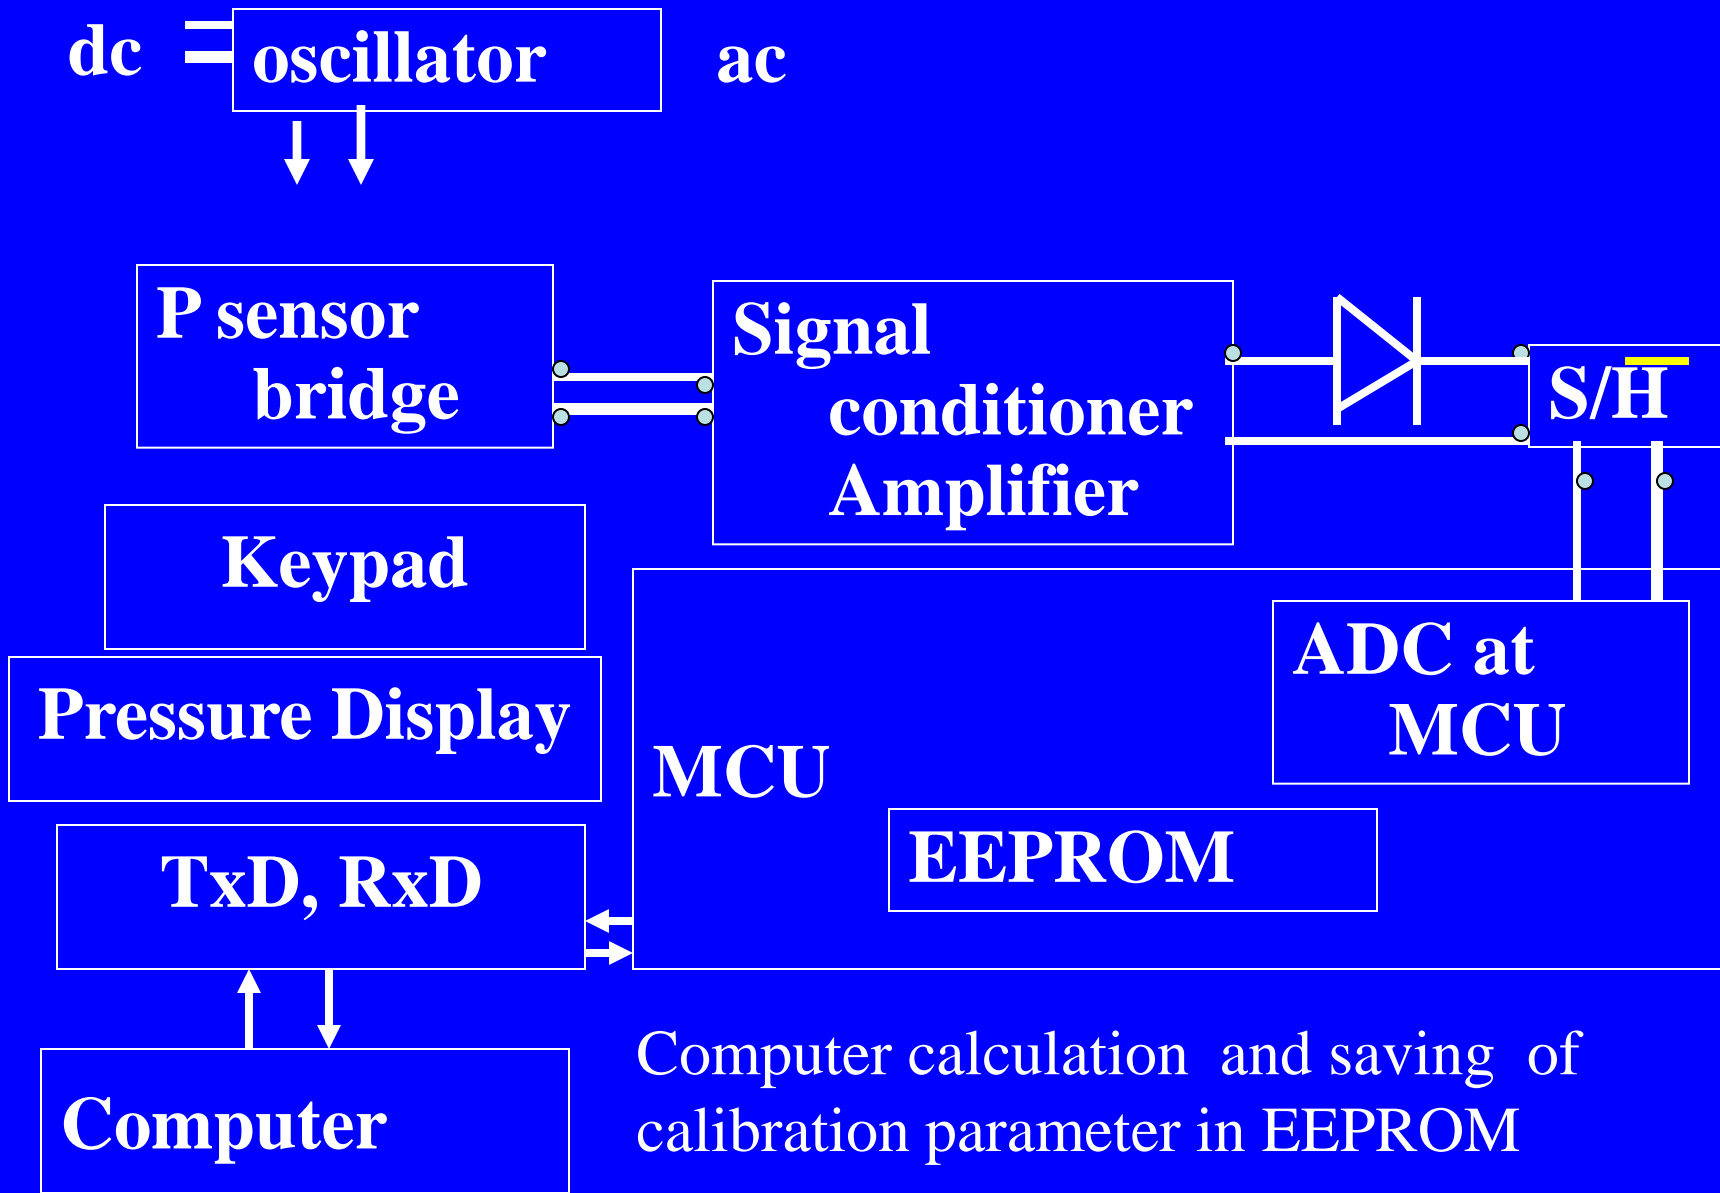 dc
oscillator
ac
P sensor
bridge
Signal
conditioner
Amplifier
S/H
Keypad
Pressure Display
ADC at
MCU
MCU
EEPROM
TxD, RxD
Computer
Computer calculation and saving of
calibration parameter in EEPROM